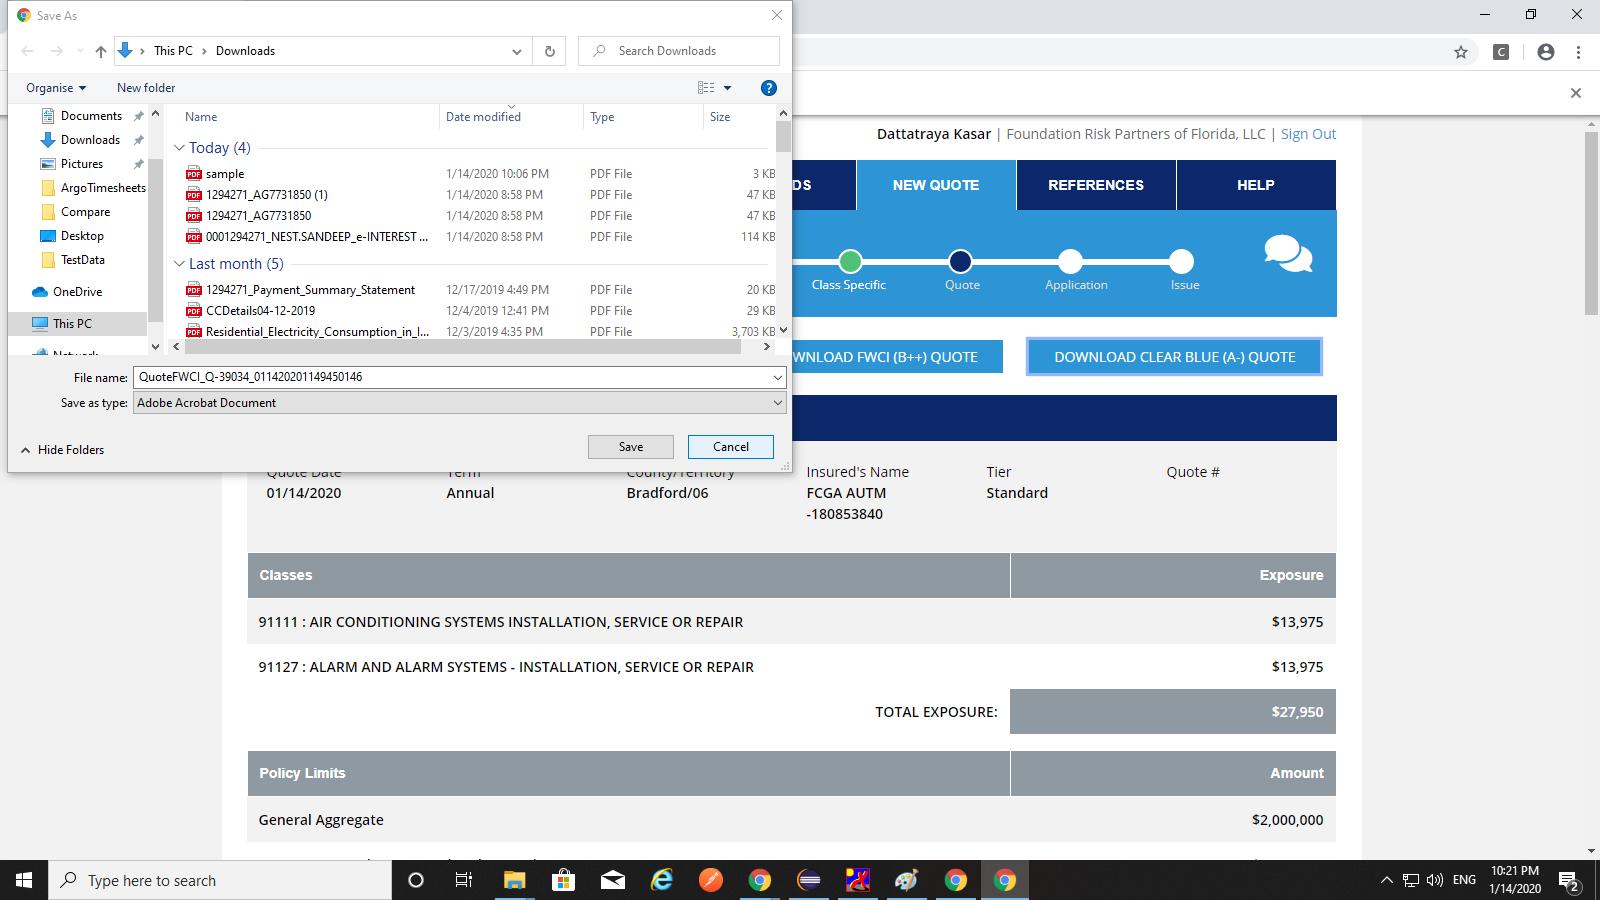 Save As
This PC > Downloads
Search Downloads
Organise
New folder
Documents
Downloads
Pictures
ArgoTimesheets
Compare
Desktop
TestData
OneDrive
This PC
Network
Name Date modified Type Size
Today (4)
sample 1/14/2020 10:06 PM PDF File 3 KB
1294271_AG7731850 (1) 1/14/2020 8:58 PM PDF File 47 KB
1294271_AG7731850 1/14/2020 8:58 PM PDF File 47 KB
0001294271_NEST.SANDEEP_e-INTEREST ... 1/14/2020 8:58 PM PDF File 114 KB
Last month (5)
1294271_Payment_Summary_Statement 12/17/2019 4:49 PM PDF File 20 KB
CCDetails04-12-2019 12/4/2019 12:41 PM PDF File 29 KB
Residential_Electricity_Consumption_in_I... 12/3/2019 4:35 PM PDF File 3,703 KB
File name: QuoteFWCI_Q-39034_011420201149450146
Save as type: Adobe Acrobat Document
Hide Folders
Save
Cancel
C
Dattatraya Kasar | Foundation Risk Partners of Florida, LLC | Sign Out
DS NEW QUOTE REFERENCES HELP
Class Specific Quote Application Issue
WNLOAD FWCI (B++) QUOTE DOWNLOAD CLEAR BLUE (A-) QUOTE
Quote Date Term County/Territory Insured's Name Tier Quote #
01/14/2020 Annual Bradford/06 FCGA AUTM Standard
-180853840
Classes Exposure
91111 : AIR CONDITIONING SYSTEMS INSTALLATION, SERVICE OR REPAIR $13,975
91127 : ALARM AND ALARM SYSTEMS - INSTALLATION, SERVICE OR REPAIR $13,975
TOTAL EXPOSURE: $27,950
Policy Limits Amount
General Aggregate $2,000,000
Type here to search
ENG
10:21 PM
1/14/2020
2